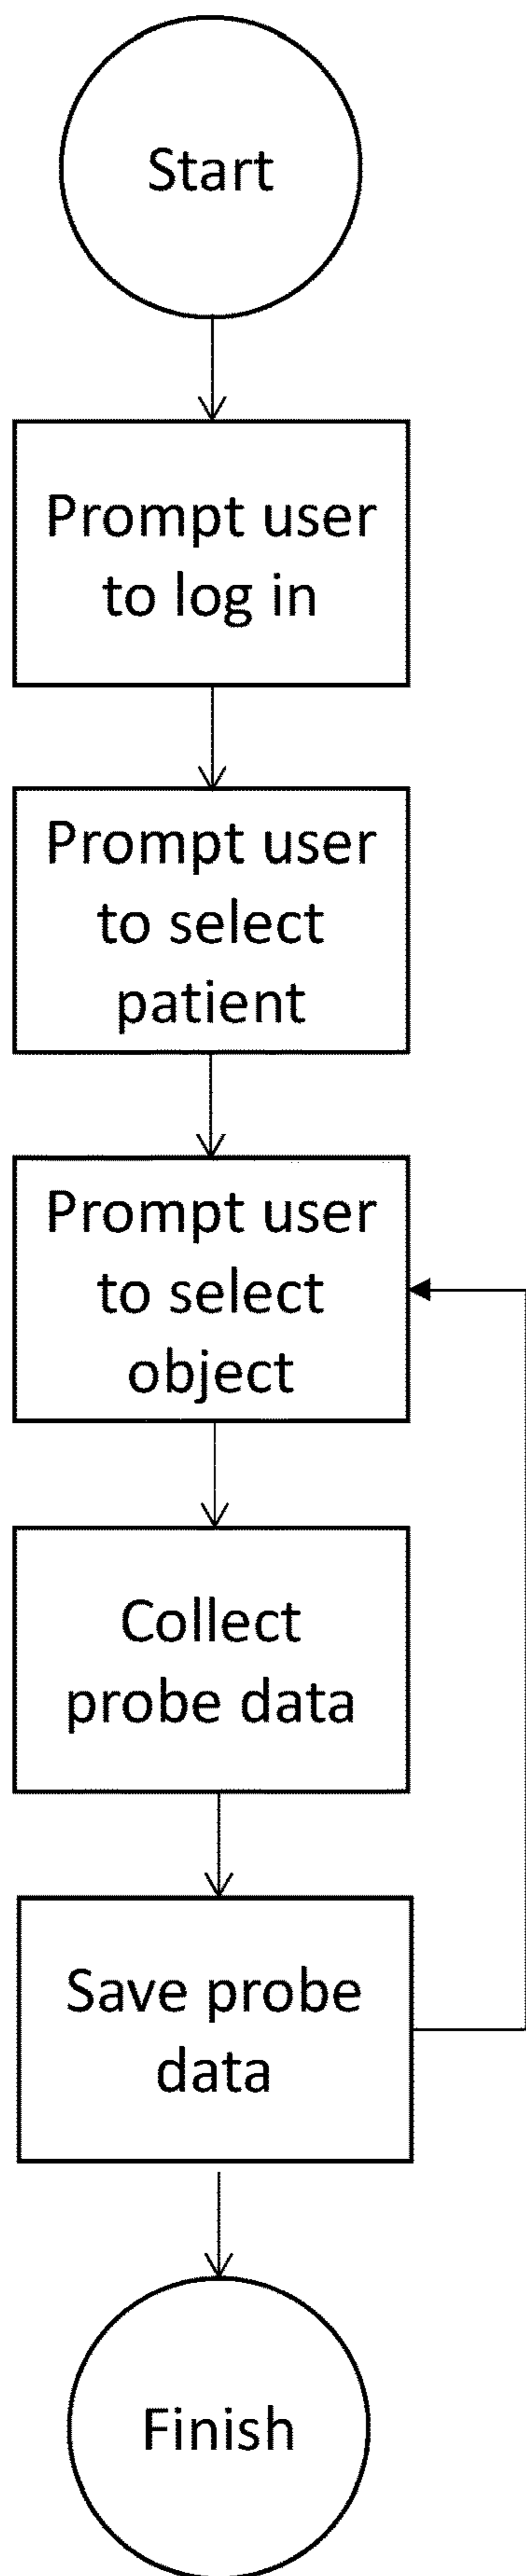 Start
Prompt user
to log in
Prompt user
to select
patient
Prompt user
to select
object
Collect
probe data
Save probe
data
Finish